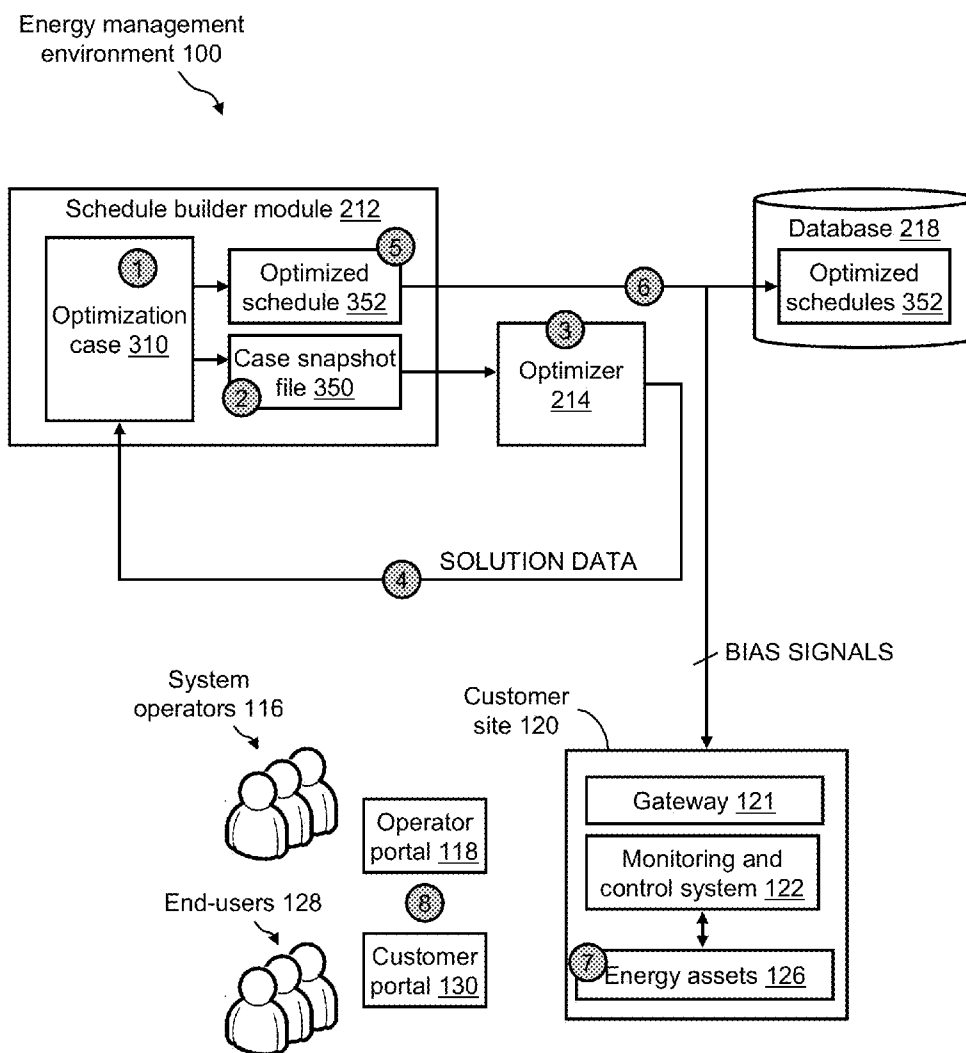 Energy management
environment 100
Schedule builder module 212
1
Optimization
case 310
5
Optimized
schedule 352
Case snapshot
file 350
2
3
Optimizer
214
6
Database 218
Optimized
schedules 352
4
SOLUTION DATA
BIAS SIGNALS
System
operators 116
Operator
portal 118
8
End-users 128
Customer
portal 130
Customer
site 120
Gateway 121
Monitoring and
control system 122
7
Energy assets 126